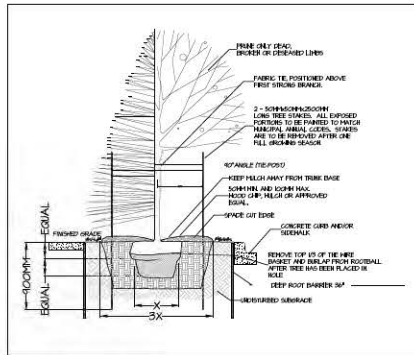 PRUNE ONLY DEAD,
BROKEN OR DESEASED LIMBS
FABRIC TIE, POSITIONED ABOVE
FIRST STRONG BRANCH.
2 - 50MMx50MMx2500MM
LONG TREE STAKES. ALL EXPOSED
PORTIONS TO BE PAINTED TO MATCH
MUNICIPAL ANNUAL CODES. STAKES
ARE TO BE REMOVED AFTER ONE
FULL GROWING SEASON
90° ANGLE (TIE-POST)
KEEP MULCH AWAY FROM TRUNK BASE
50MM MIN. AND 100MM MAX.
WOOD CHIP, MULCH OR APPROVED
EQUAL.
SPADE CUT EDGE
FINISHED GRADE
CONCRETE CURB AND/OR
SIDEWALK
REMOVE TOP 1/3 OF THE WIRE
BASKET AND BURLAP FROM ROOTBALL
AFTER TREE HAS BEEN PLACED IN
HOLE
DEEP ROOT BARRIER 36"
UNDISTURBED SUBGRADE
EQUAL
EQUAL
900MM
X
3X